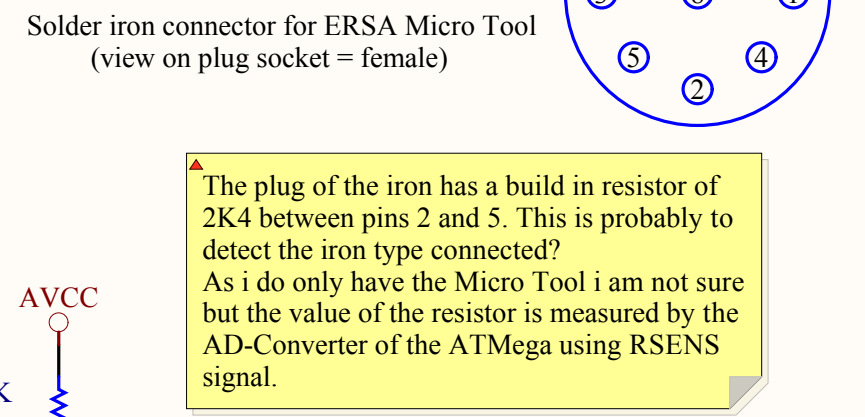 Solder iron connector for ERSA Micro Tool
(view on plug socket = female)
5
4
2
The plug of the iron has a build in resistor of
2K4 between pins 2 and 5. This is probably to
detect the iron type connected?
As i do only have the Micro Tool i am not sure
but the value of the resistor is measured by the
AD-Converter of the ATMega using RSENS
signal.
AVCC
K